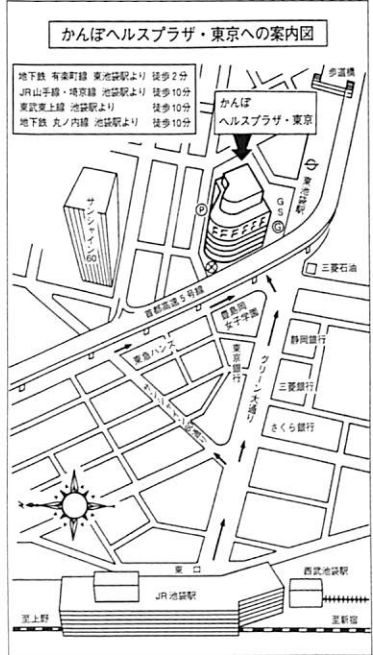 かんぽヘルスプラザ・東京への案内図
地下鉄 有楽町線 東池袋駅より 徒歩2分
JR山手線・埼京線 池袋駅より 徒歩10分
東武東上線 池袋駅より 徒歩10分
地下鉄 丸ノ内線 池袋駅より 徒歩10分
歩道橋
かんぽ
ヘルスプラザ・東京
東池袋駅
サンシャイン60
P
GS
G
三菱石油
首都高速5号線
豊島岡
女子学園
東急ハンズ
東京銀行
静岡銀行
グリーン大通り
三菱銀行
さくら銀行
東口
西武池袋駅
JR池袋駅
至上野
至新宿